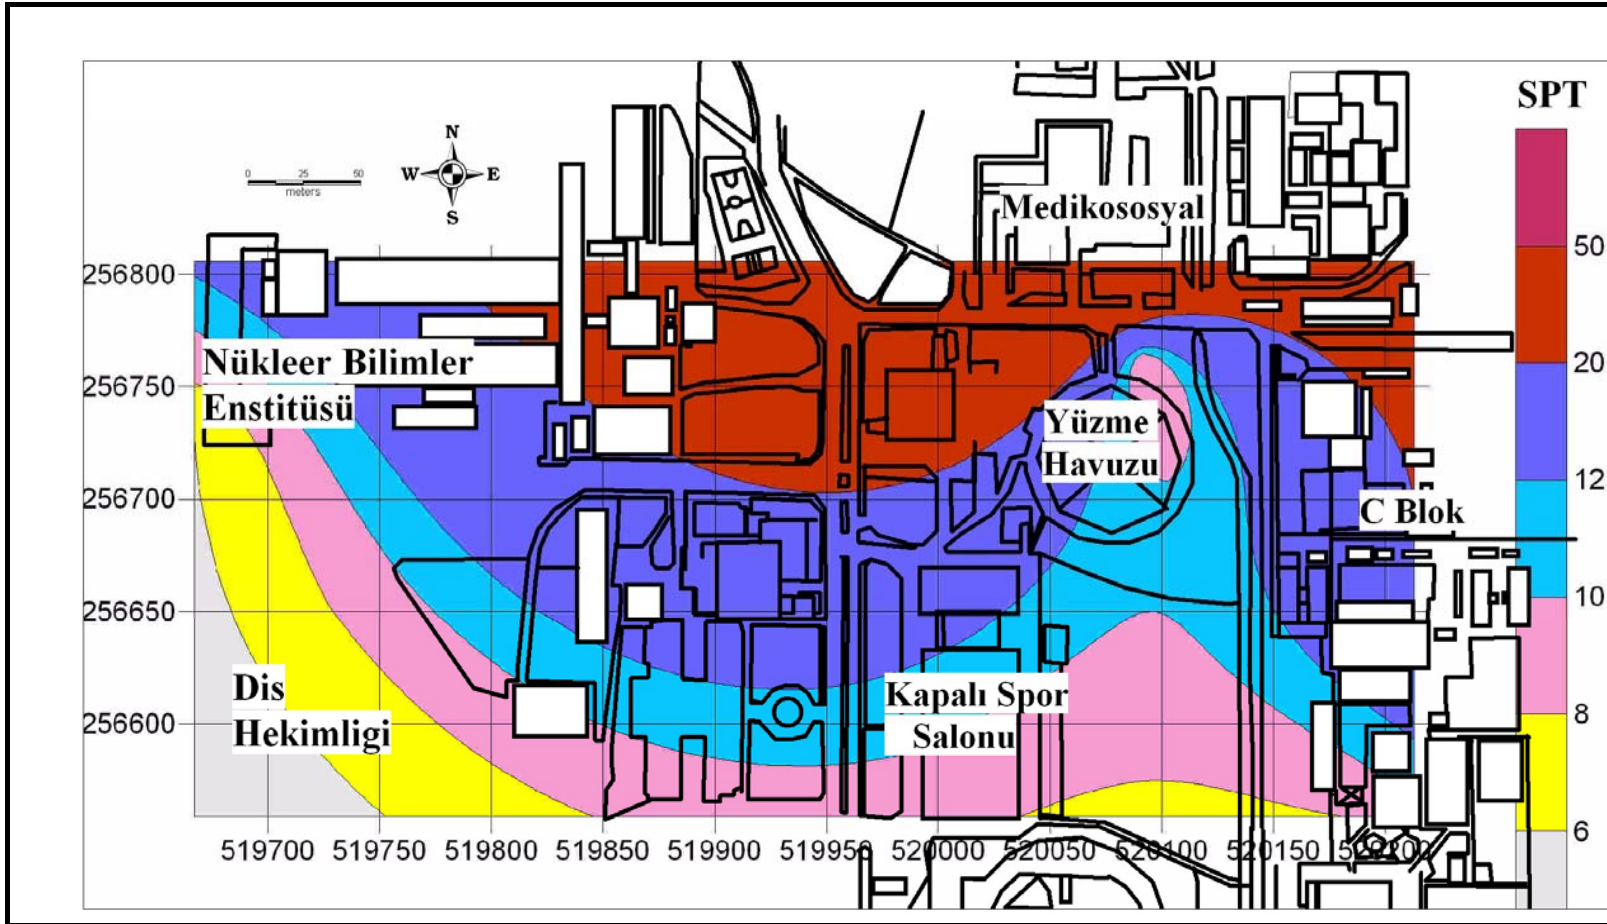 SPT
N
W E
S
0 25 50
meters
Medikososyal
50
256800
20
Nükleer Bilimler
Enstitüsü
256750
Yüzme
Havuzu
12
256700
C Blok
10
256650
Dis
Hekimligi
Kapalı Spor
Salonu
8
256600
6
519700 519750 519800 519850 519900 519950 520000 520050 520100 520150 520200